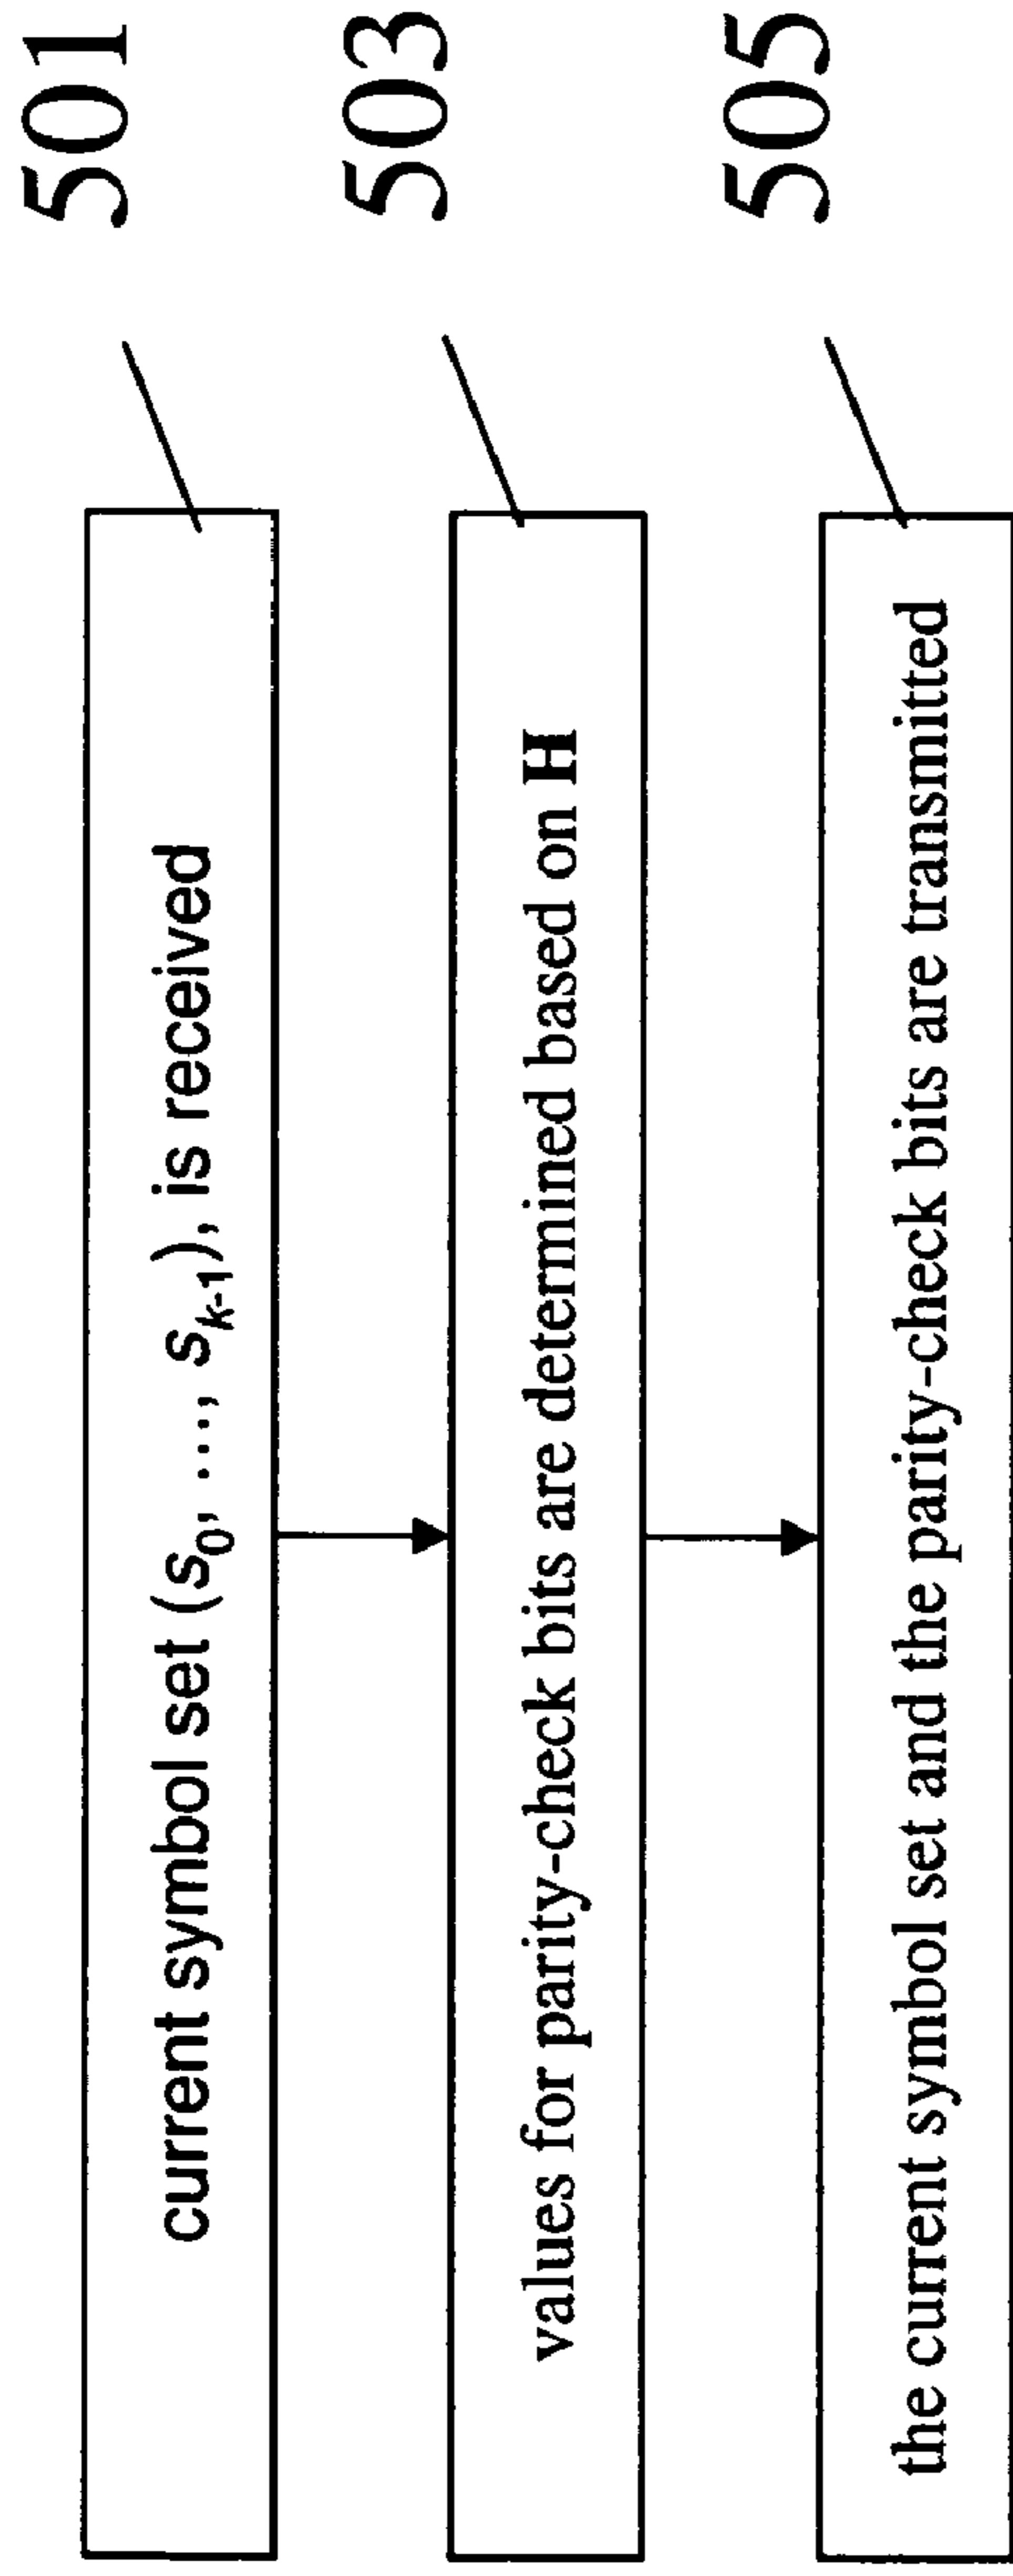 current symbol set (s0, ..., sk-1), is received
501
values for parity-check bits are determined based on H
503
the current symbol set and the parity-check bits are transmitted
505